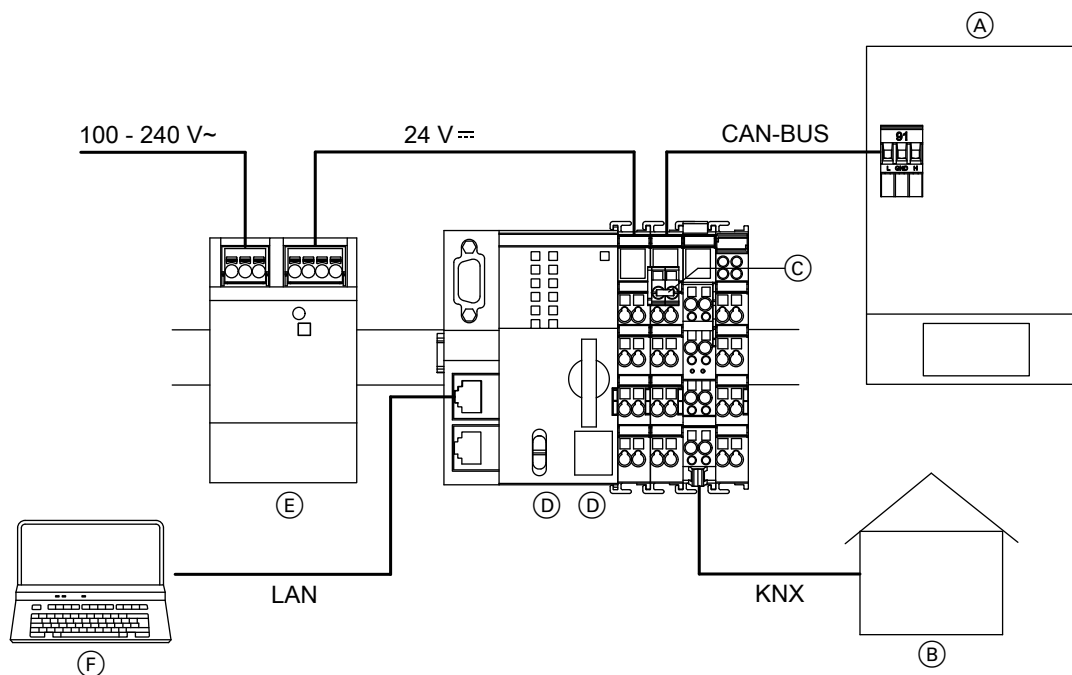 A
100 - 240 V~
24 V ⎓
CAN-BUS
91
L GND H
C
E
D
D
LAN
KNX
F
B